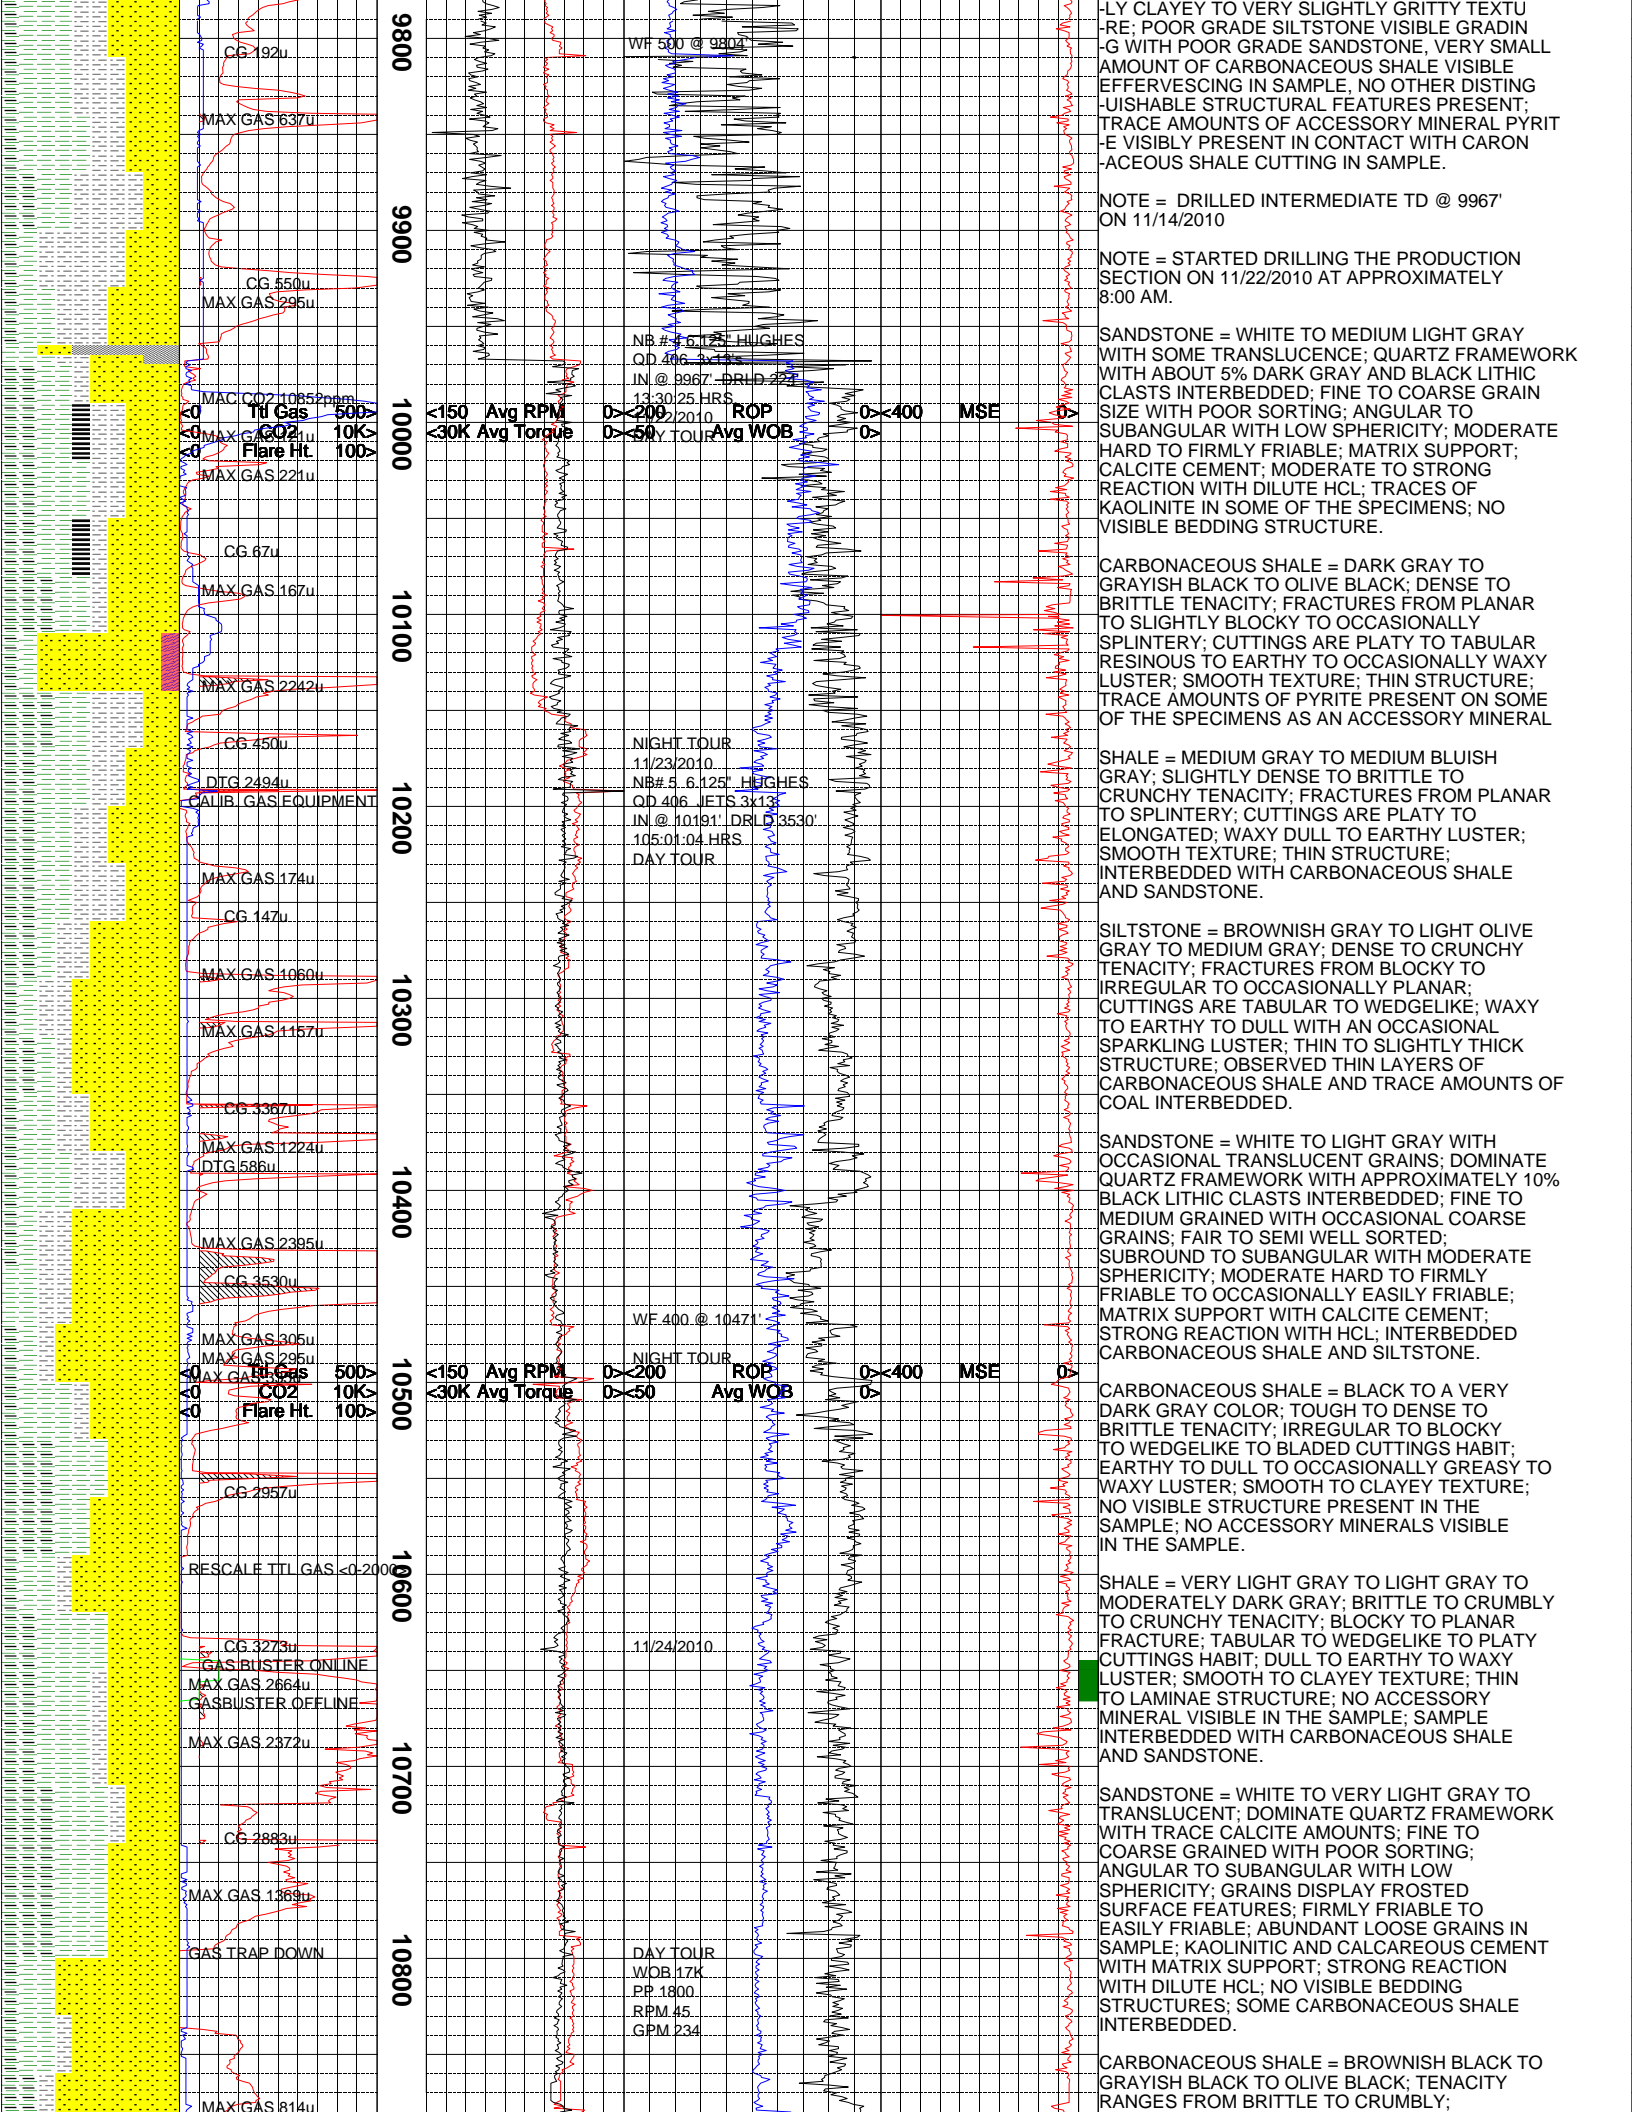 9800
CG 192u
MAX GAS 637u
9900
CG 550u
MAX GAS 295u
MAC CO2 10852ppm
<0 Ttl Gas 500>
<0 CO2 10K>
<0 Flare Ht. 100>
MAX GAS 221u
10000
CG 67u
MAX GAS 167u
10100
MAX GAS 2242u
CG 450u
DTG 2494u
CALIB. GAS EQUIPMENT
10200
MAX GAS 174u
CG 147u
MAX GAS 1060u
10300
MAX GAS 1157u
CG 3367u
MAX GAS 1224u
DTG 586u
10400
MAX GAS 2395u
CG 3530u
MAX GAS 305u
MAX GAS 295u
<0 Ttl Gas 500>
<0 CO2 10K>
<0 Flare Ht. 100>
10500
CG 2957u
RESCALE TTL GAS <0-2000>
10600
CG 3273u
GAS BUSTER ONLINE
MAX GAS 2664u
GASBUSTER OFFLINE
MAX GAS 2372u
10700
CG 2883u
MAX GAS 1369u
GAS TRAP DOWN
10800
MAX GAS 814u
WF 500 @ 9804'
NB # 4 6.125" HUGHES
QD 406 3x13's
IN @ 9967' DRLD 224'
13:30:25 HRS
DAY TOUR
<150 Avg RPM 0><200 ROP 0><400 MSE 0>
<30K Avg Torque 0><50 Avg WOB 0>
NIGHT TOUR
11/23/2010
NB# 5 6.125" HUGHES
QD 406 JETS 3x13
IN @ 10191' DRLD 3530'
105:01:04 HRS
DAY TOUR
WF 400 @ 10471'
NIGHT TOUR
<150 Avg RPM 0><200 ROP 0><400 MSE 0>
<30K Avg Torque 0><50 Avg WOB 0>
11/24/2010
DAY TOUR
WOB 17K
PP 1800
RPM 45
GPM 234
-LY CLAYEY TO VERY SLIGHTLY GRITTY TEXTU
-RE; POOR GRADE SILTSTONE VISIBLE GRADIN
-G WITH POOR GRADE SANDSTONE, VERY SMALL
AMOUNT OF CARBONACEOUS SHALE VISIBLE
EFFERVESCING IN SAMPLE, NO OTHER DISTING
-UISHABLE STRUCTURAL FEATURES PRESENT;
TRACE AMOUNTS OF ACCESSORY MINERAL PYRIT
-E VISIBLY PRESENT IN CONTACT WITH CARON
-ACEOUS SHALE CUTTING IN SAMPLE.
NOTE = DRILLED INTERMEDIATE TD @ 9967'
ON 11/14/2010
NOTE = STARTED DRILLING THE PRODUCTION
SECTION ON 11/22/2010 AT APPROXIMATELY
8:00 AM.
SANDSTONE = WHITE TO MEDIUM LIGHT GRAY
WITH SOME TRANSLUCENCE; QUARTZ FRAMEWORK
WITH ABOUT 5% DARK GRAY AND BLACK LITHIC
CLASTS INTERBEDDED; FINE TO COARSE GRAIN
SIZE WITH POOR SORTING; ANGULAR TO
SUBANGULAR WITH LOW SPHERICITY; MODERATE
HARD TO FIRMLY FRIABLE; MATRIX SUPPORT;
CALCITE CEMENT; MODERATE TO STRONG
REACTION WITH DILUTE HCL; TRACES OF
KAOLINITE IN SOME OF THE SPECIMENS; NO
VISIBLE BEDDING STRUCTURE.
CARBONACEOUS SHALE = DARK GRAY TO
GRAYISH BLACK TO OLIVE BLACK; DENSE TO
BRITTLE TENACITY; FRACTURES FROM PLANAR
TO SLIGHTLY BLOCKY TO OCCASIONALLY
SPLINTERY; CUTTINGS ARE PLATY TO TABULAR
RESINOUS TO EARTHY TO OCCASIONALLY WAXY
LUSTER; SMOOTH TEXTURE; THIN STRUCTURE;
TRACE AMOUNTS OF PYRITE PRESENT ON SOME
OF THE SPECIMENS AS AN ACCESSORY MINERAL
SHALE = MEDIUM GRAY TO MEDIUM BLUISH
GRAY; SLIGHTLY DENSE TO BRITTLE TO
CRUNCHY TENACITY; FRACTURES FROM PLANAR
TO SPLINTERY; CUTTINGS ARE PLATY TO
ELONGATED; WAXY DULL TO EARTHY LUSTER;
SMOOTH TEXTURE; THIN STRUCTURE;
INTERBEDDED WITH CARBONACEOUS SHALE
AND SANDSTONE.
SILTSTONE = BROWNISH GRAY TO LIGHT OLIVE
GRAY TO MEDIUM GRAY; DENSE TO CRUNCHY
TENACITY; FRACTURES FROM BLOCKY TO
IRREGULAR TO OCCASIONALLY PLANAR;
CUTTINGS ARE TABULAR TO WEDGELIKE; WAXY
TO EARTHY TO DULL WITH AN OCCASIONAL
SPARKLING LUSTER; THIN TO SLIGHTLY THICK
STRUCTURE; OBSERVED THIN LAYERS OF
CARBONACEOUS SHALE AND TRACE AMOUNTS OF
COAL INTERBEDDED.
SANDSTONE = WHITE TO LIGHT GRAY WITH
OCCASIONAL TRANSLUCENT GRAINS; DOMINATE
QUARTZ FRAMEWORK WITH APPROXIMATELY 10%
BLACK LITHIC CLASTS INTERBEDDED; FINE TO
MEDIUM GRAINED WITH OCCASIONAL COARSE
GRAINS; FAIR TO SEMI WELL SORTED;
SUBROUND TO SUBANGULAR WITH MODERATE
SPHERICITY; MODERATE HARD TO FIRMLY
FRIABLE TO OCCASIONALLY EASILY FRIABLE;
MATRIX SUPPORT WITH CALCITE CEMENT;
STRONG REACTION WITH HCL; INTERBEDDED
CARBONACEOUS SHALE AND SILTSTONE.
CARBONACEOUS SHALE = BLACK TO A VERY
DARK GRAY COLOR; TOUGH TO DENSE TO
BRITTLE TENACITY; IRREGULAR TO BLOCKY
TO WEDGELIKE TO BLADED CUTTINGS HABIT;
EARTHY TO DULL TO OCCASIONALLY GREASY TO
WAXY LUSTER; SMOOTH TO CLAYEY TEXTURE;
NO VISIBLE STRUCTURE PRESENT IN THE
SAMPLE; NO ACCESSORY MINERALS VISIBLE
IN THE SAMPLE.
SHALE = VERY LIGHT GRAY TO LIGHT GRAY TO
MODERATELY DARK GRAY; BRITTLE TO CRUMBLY
TO CRUNCHY TENACITY; BLOCKY TO PLANAR
FRACTURE; TABULAR TO WEDGELIKE TO PLATY
CUTTINGS HABIT; DULL TO EARTHY TO WAXY
LUSTER; SMOOTH TO CLAYEY TEXTURE; THIN
TO LAMINAE STRUCTURE; NO ACCESSORY
MINERAL VISIBLE IN THE SAMPLE; SAMPLE
INTERBEDDED WITH CARBONACEOUS SHALE
AND SANDSTONE.
SANDSTONE = WHITE TO VERY LIGHT GRAY TO
TRANSLUCENT; DOMINATE QUARTZ FRAMEWORK
WITH TRACE CALCITE AMOUNTS; FINE TO
COARSE GRAINED WITH POOR SORTING;
ANGULAR TO SUBANGULAR WITH LOW
SPHERICITY; GRAINS DISPLAY FROSTED
SURFACE FEATURES; FIRMLY FRIABLE TO
EASILY FRIABLE; ABUNDANT LOOSE GRAINS IN
SAMPLE; KAOLINITIC AND CALCAREOUS CEMENT
WITH MATRIX SUPPORT; STRONG REACTION
WITH DILUTE HCL; NO VISIBLE BEDDING
STRUCTURES; SOME CARBONACEOUS SHALE
INTERBEDDED.
CARBONACEOUS SHALE = BROWNISH BLACK TO
GRAYISH BLACK TO OLIVE BLACK; TENACITY
RANGES FROM BRITTLE TO CRUMBLY;